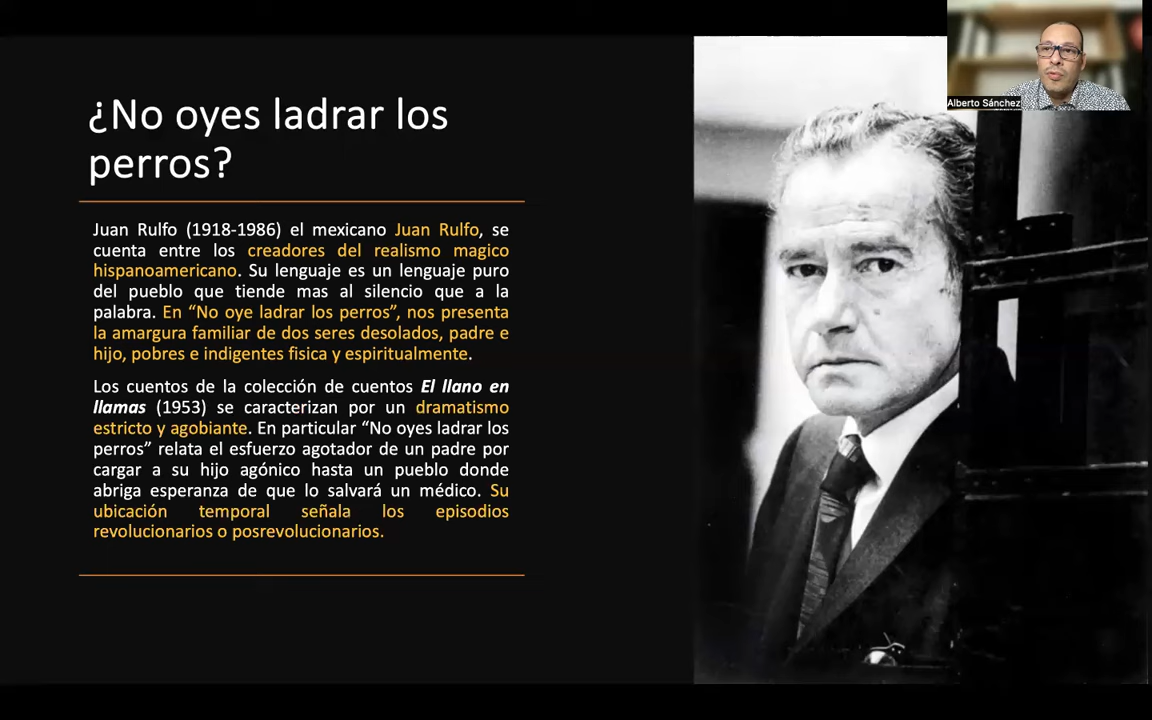 ¿No oyes ladrar los
perros?
Juan Rulfo (1918-1986) el mexicano Juan Rulfo, se
cuenta entre los creadores del realismo magico
hispanoamericano. Su lenguaje es un lenguaje puro
del pueblo que tiende mas al silencio que a la
palabra. En “No oye ladrar los perros”, nos presenta
la amargura familiar de dos seres desolados, padre e
hijo, pobres e indigentes fisica y espiritualmente.
Los cuentos de la colección de cuentos El llano en
llamas (1953) se caracterizan por un dramatismo
estricto y agobiante. En particular “No oyes ladrar los
perros” relata el esfuerzo agotador de un padre por
cargar a su hijo agónico hasta un pueblo donde
abriga esperanza de que lo salvará un médico. Su
ubicación temporal señala los episodios
revolucionarios o posrevolucionarios.
Alberto Sánchez